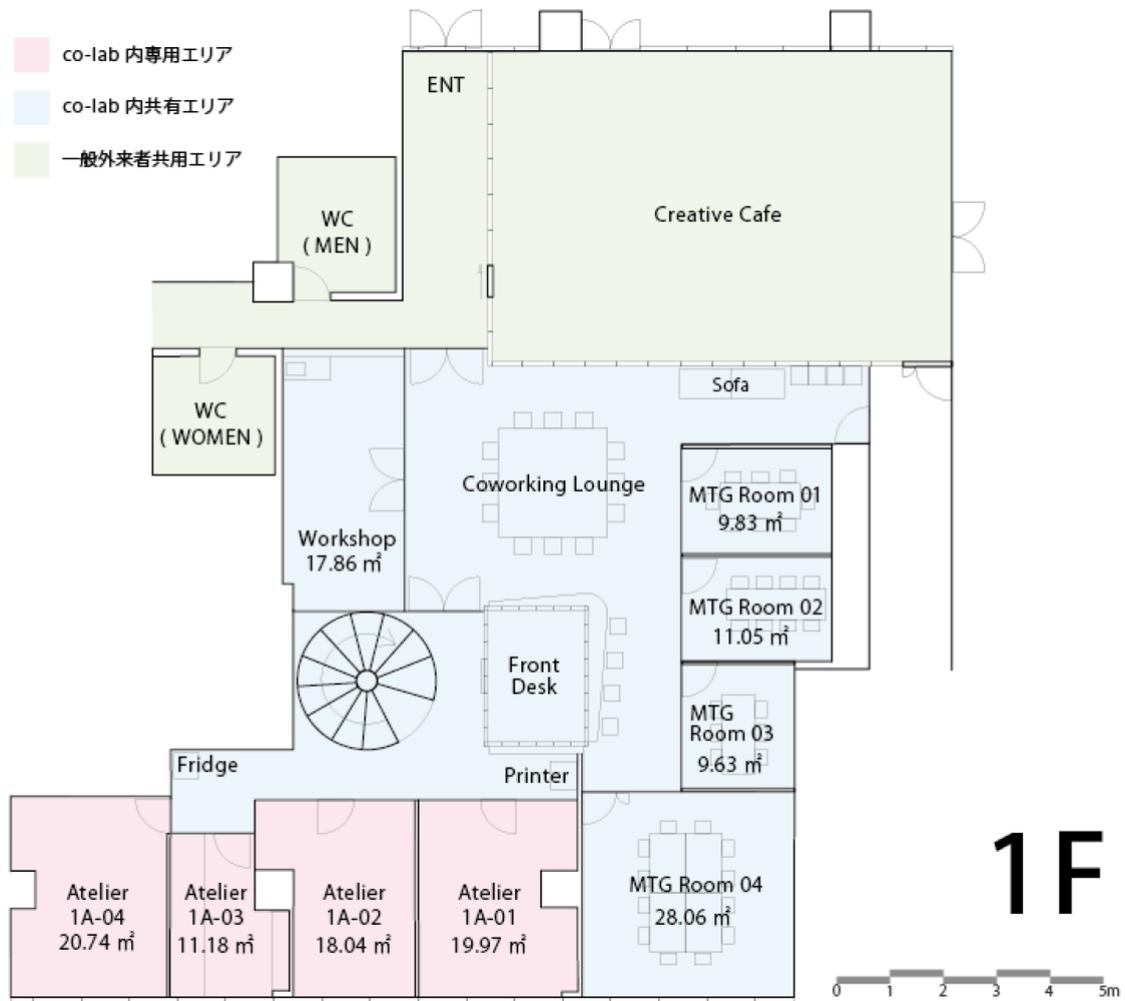 co-lab 内専用エリア
co-lab 内共有エリア
一般外来者共用エリア
ENT
WC
( MEN )
Creative Cafe
WC
( WOMEN )
Sofa
Coworking Lounge
MTG Room 01
9.83 ㎡
Workshop
17.86 ㎡
MTG Room 02
11.05 ㎡
Front
Desk
MTG
Room 03
9.63 ㎡
Fridge
Printer
Atelier
1A-04
20.74 ㎡
Atelier
1A-03
11.18 ㎡
Atelier
1A-02
18.04 ㎡
Atelier
1A-01
19.97 ㎡
MTG Room 04
28.06 ㎡
1F
0 1 2 3 4 5m